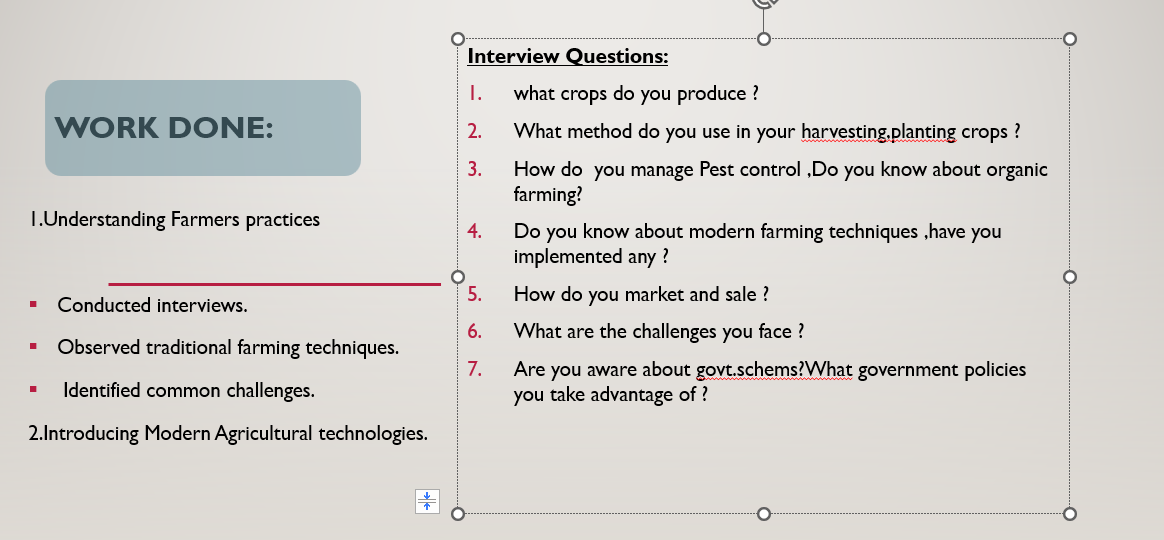 WORK DONE:
1.Understanding Farmers practices
▪ Conducted interviews.
▪ Observed traditional farming techniques.
▪ Identified common challenges.
2.Introducing Modern Agricultural technologies.
Interview Questions:
1. what crops do you produce ?
2. What method do you use in your harvesting,planting crops ?
3. How do  you manage Pest control ,Do you know about organic
farming?
4. Do you know about modern farming techniques ,have you
implemented any ?
5. How do you market and sale ?
6. What are the challenges you face ?
7. Are you aware about govt.schems?What government policies
you take advantage of ?